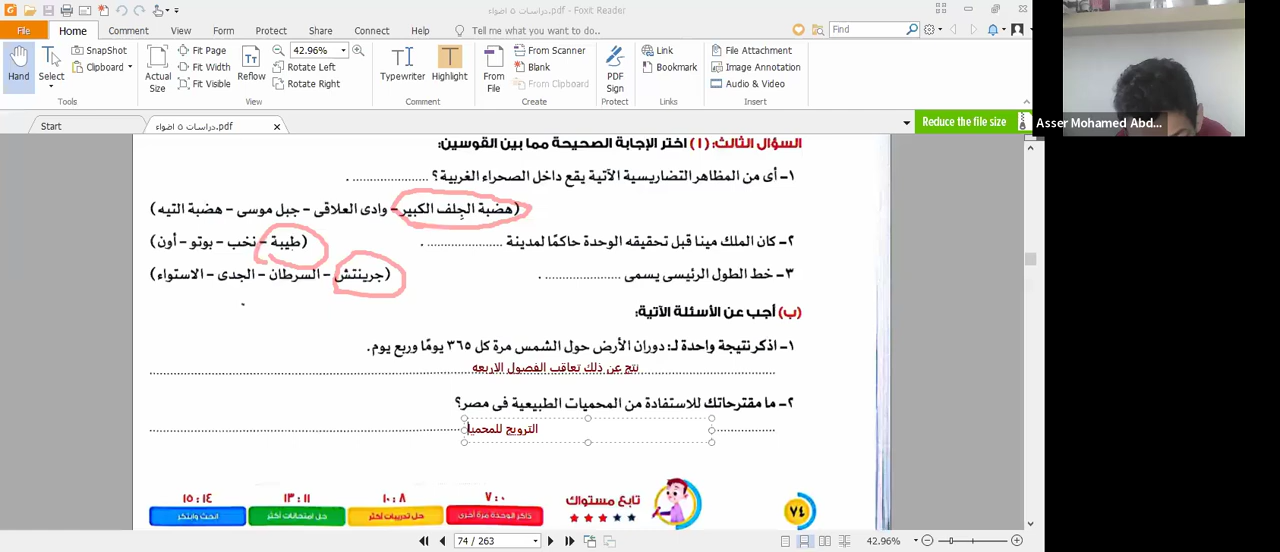 دراسات ٥ اضواء.pdf - Foxit Reader
File Home Comment View Form Protect Share Connect Help Tell me what you want to do.. Find
Hand
Select
SnapShot
Clipboard
Actual Size
Fit Page
Fit Width
Fit Visible
Reflow
42.96%
Rotate Left
Rotate Right
Typewriter
Highlight
From File
From Scanner
Blank
From Clipboard
PDF Sign
Link
Bookmark
File Attachment
Image Annotation
Audio & Video
Tools View Comment Create Protect Links Insert
Start
دراسات ٥ اضواء.pdf
Reduce the file size
Asser Mohamed Abd...
السؤال الثالث: (١) اختر الإجابة الصحيحة مما بين القوسين:
١- أى من المظاهر التضاريسية الآتية يقع داخل الصحراء الغربية؟ .................... .
(هضبة الجلف الكبير - وادى العلاقى - جبل موسى - هضبة التيه)
٢- كان الملك مينا قبل تحقيقه الوحدة حاكمًا لمدينة .................... .
(طيبة - نخب - بوتو - أون)
٣- خط الطول الرئيسى يسمى .................... .
(جرينتش - السرطان - الجدى - الاستواء)
(ب) أجب عن الأسئلة الآتية:
١- اذكر نتيجة واحدة لـ: دوران الأرض حول الشمس مرة كل ٣٦٥ يومًا وربع يوم.
نتج عن ذلك تعاقب الفصول الاربعه
٢- ما مقترحاتك للاستفادة من المحميات الطبيعية فى مصر؟
الترويج للمحميا
٧٤
تابع مستواك
٧:٠
ذاكر الوحدة مرة أخرى
١٠:٨
حل تدريبات أكثر
١٣:١١
حل امتحانات أكثر
١٥:١٤
ابحث وابتكر
74 / 263
42.96%